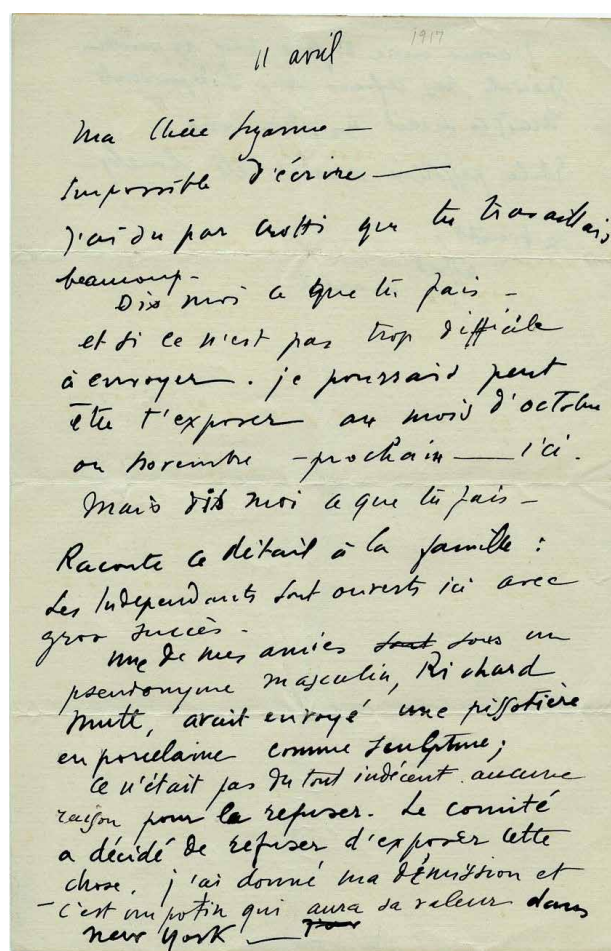 1917
11 avril
Ma Chère Suzanne —
Impossible d'écrire —
J'ai su par Crotti que tu travaillais
beaucoup -
Dis moi ce que tu fais -
et si ce n'est pas trop difficile
à envoyer. je pourrais peut
être t'exposer au mois d'octobre
ou novembre - prochain — ici.
Mais dis moi ce que tu fais -
Raconte ce détail à la famille :
Les Indépendants sont ouverts ici avec
gros succès -
Une de mes amies sous un
pseudonyme masculin, Richard
Mutt, avait envoyé une pissotière
en porcelaine comme sculpture;
Ce n'était pas du tout indécent. aucune
raison pour la refuser. Le comité
a décidé de refuser d'exposer cette
chose. j'ai donné ma démission et
- c'est un potin qui aura sa valeur dans
New York —